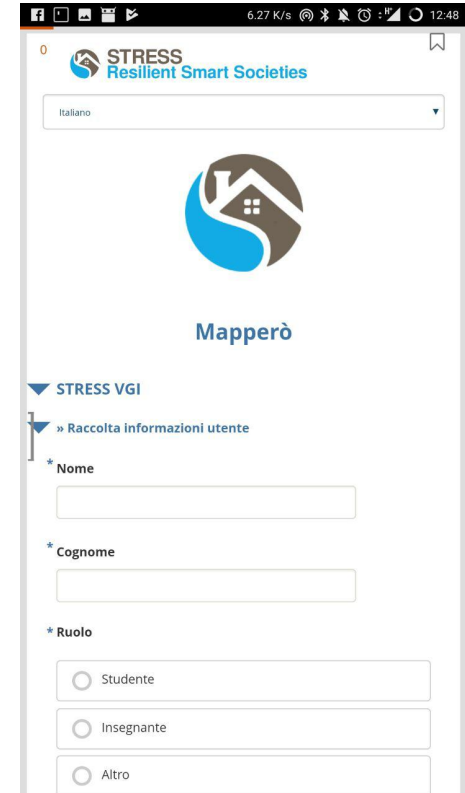 6.27 K/s H+ 12:48
0
STRESS
Resilient Smart Societies
Italiano
Mapperò
STRESS VGI
» Raccolta informazioni utente
* Nome
* Cognome
* Ruolo
Studente
Insegnante
Altro